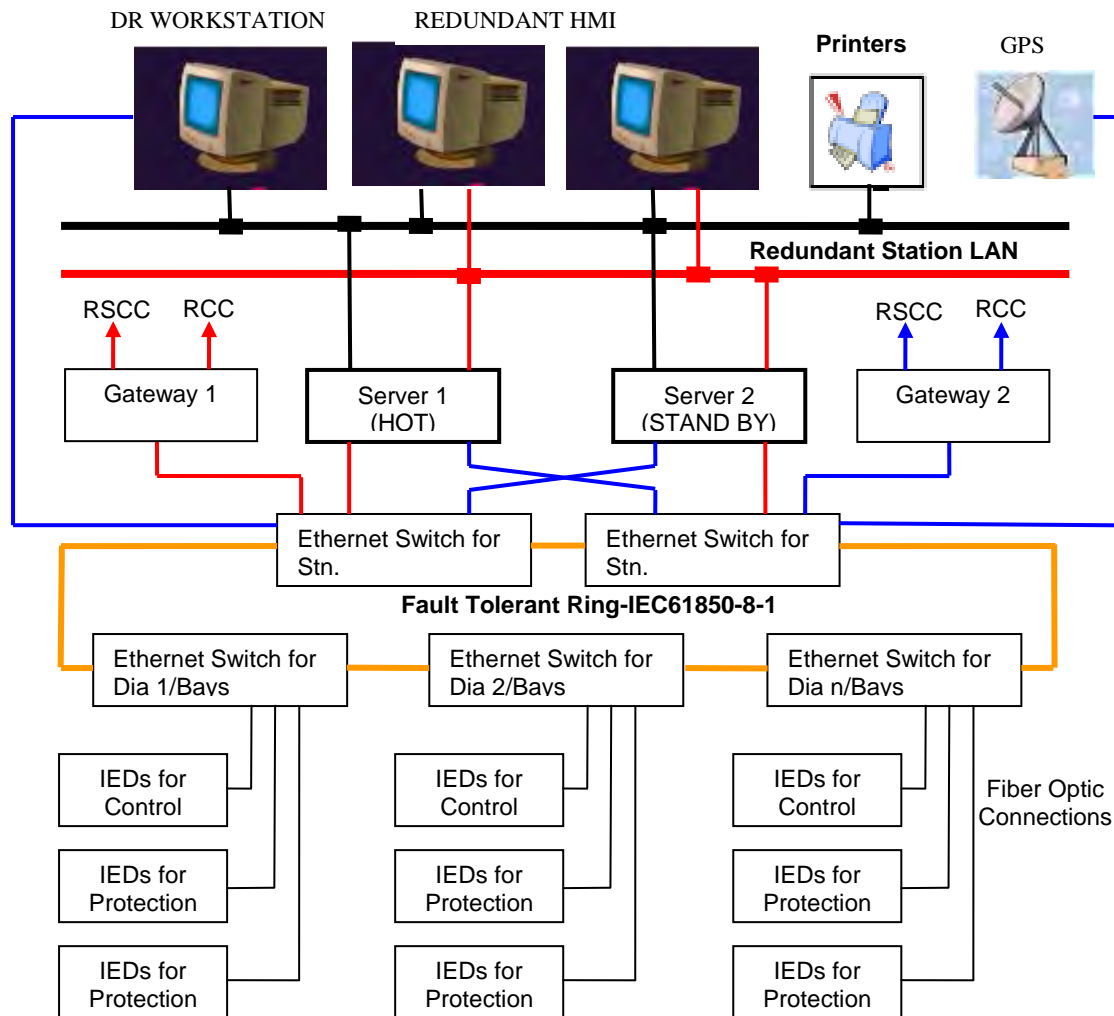 DR WORKSTATION
REDUNDANT HMI
Printers
GPS
Redundant Station LAN
RSCC
RCC
RSCC
RCC
Gateway 1
Server 1
(HOT)
Server 2
(STAND BY)
Gateway 2
Ethernet Switch for
Stn.
Ethernet Switch for
Stn.
Fault Tolerant Ring-IEC61850-8-1
Ethernet Switch for
Dia 1/Bays
Ethernet Switch for
Dia 2/Bays
Ethernet Switch for
Dia n/Bays
IEDs for
Control
IEDs for
Control
IEDs for
Control
Fiber Optic
Connections
IEDs for
Protection
IEDs for
Protection
IEDs for
Protection
IEDs for
Protection
IEDs for
Protection
IEDs for
Protection